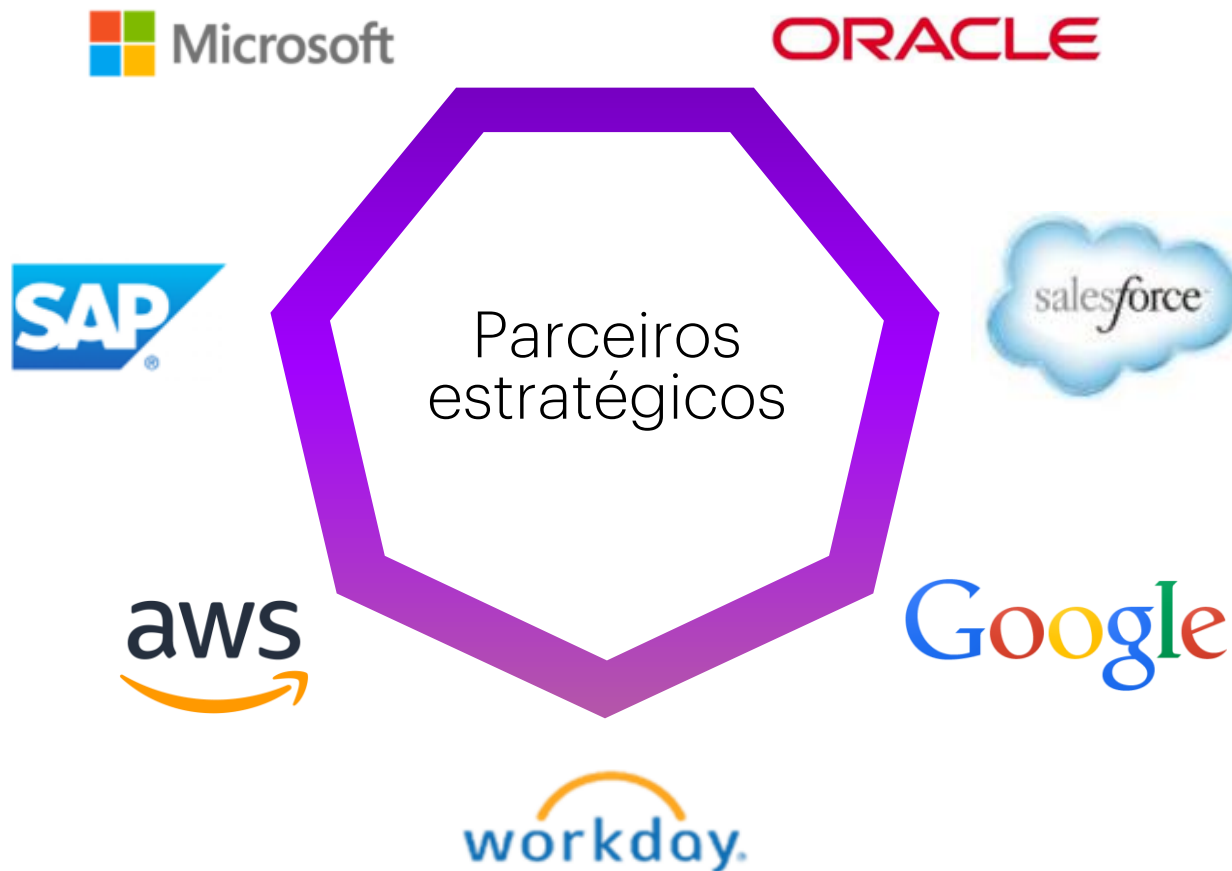 Microsoft
ORACLE
SAP®
salesforce
Parceiros
estratégicos
aws
Google
workday.